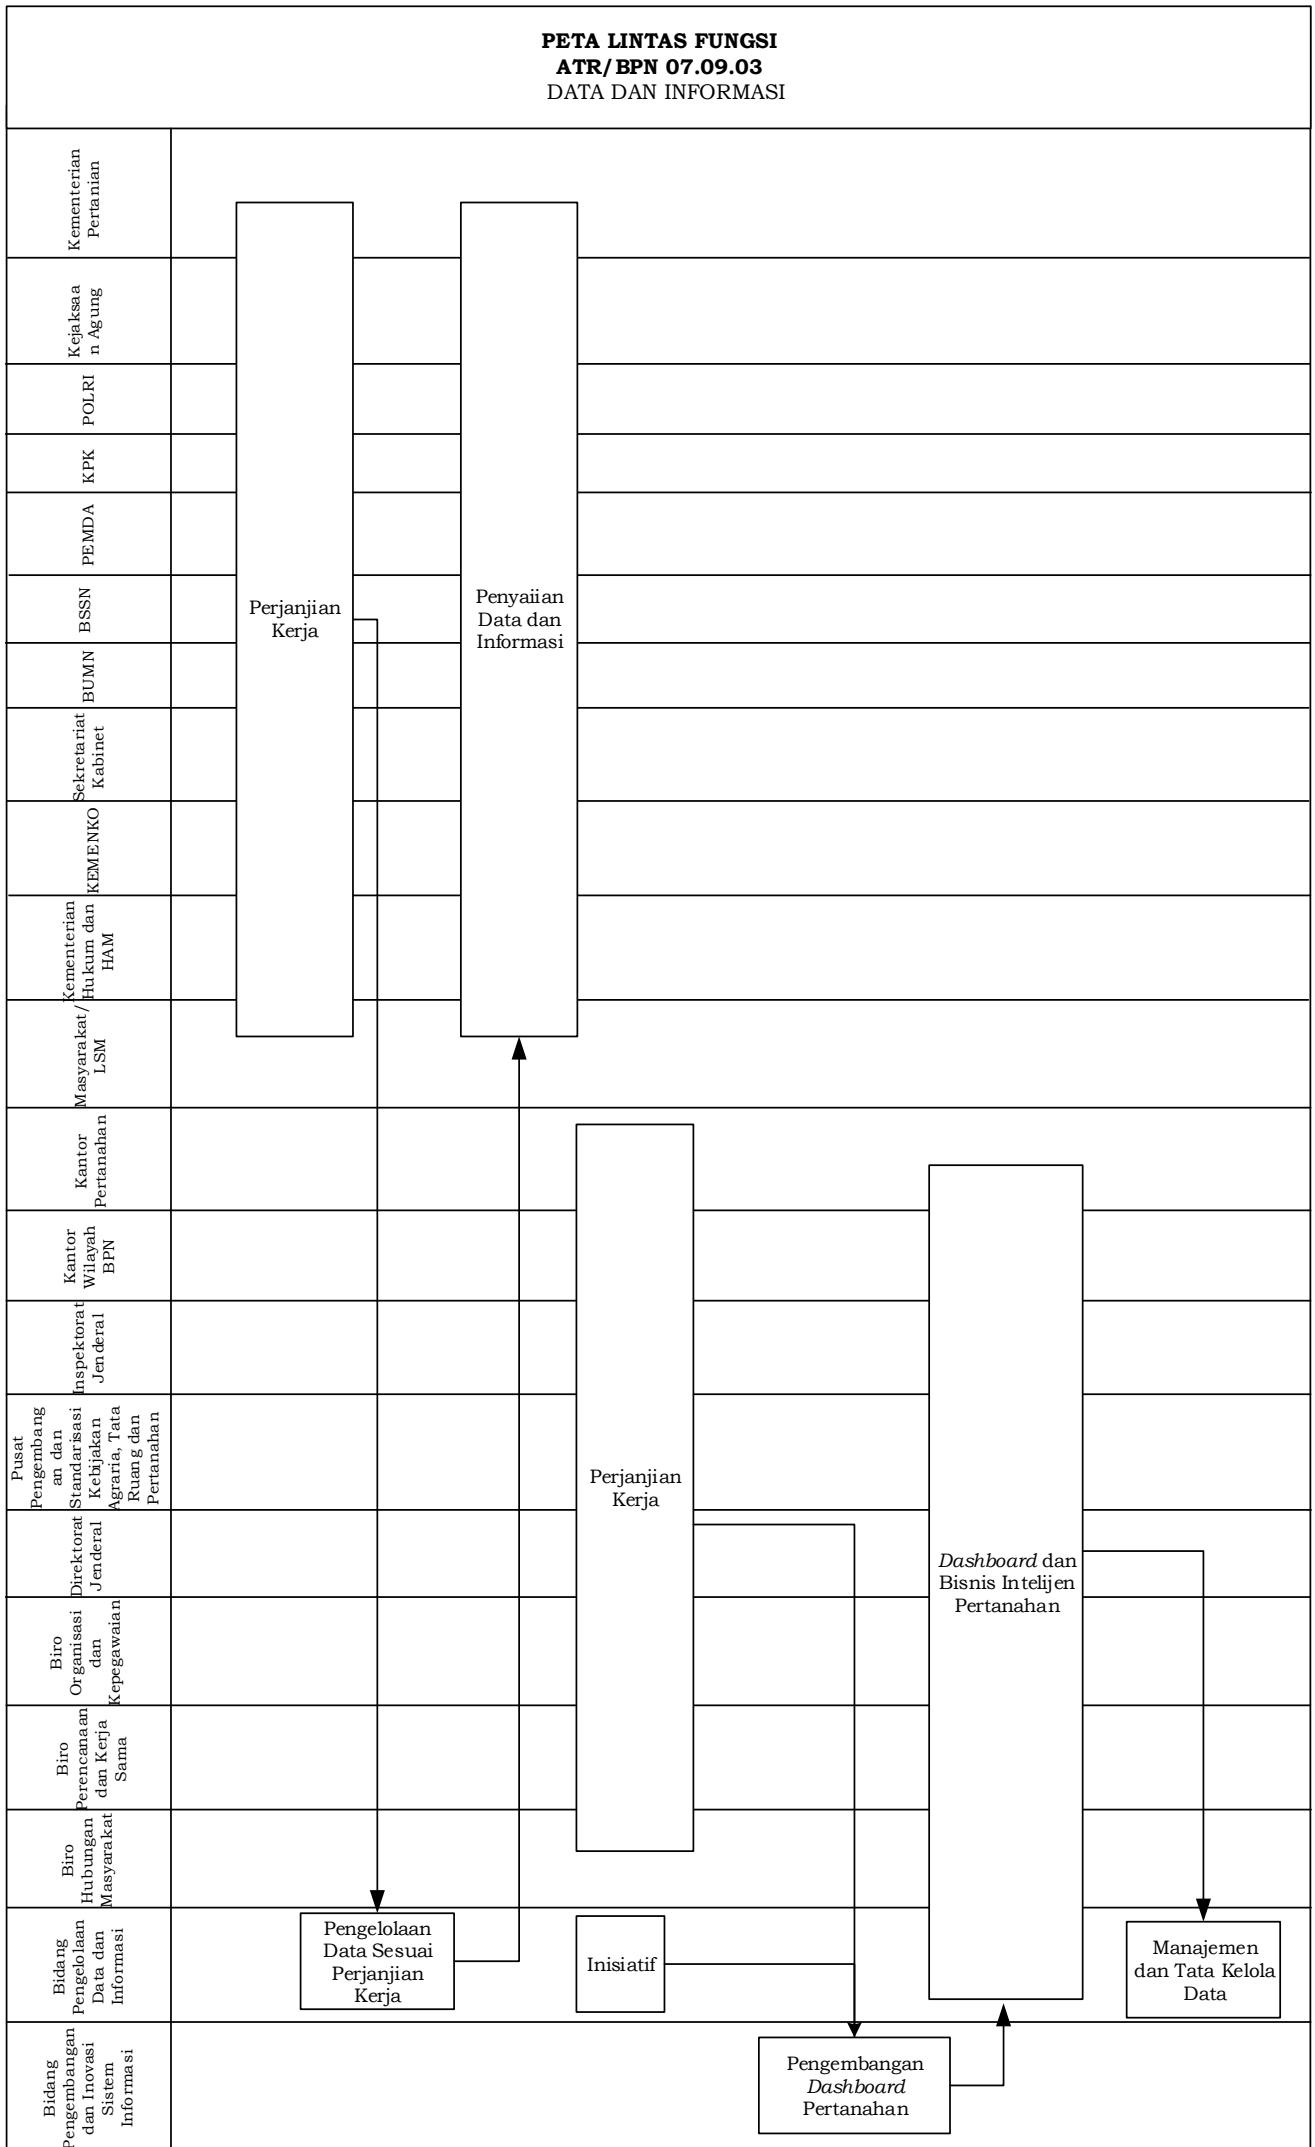 PETA LINTAS FUNGSI
ATR/BPN 07.09.03
DATA DAN INFORMASI
Kementerian
Pertanian
Kejaksaa
n Agung
POLRI
KPK
PEMDA
BSSN
BUMN
Sekretariat
Kabinet
KEMENKO
Kementerian
Hukum dan
HAM
Masyarakat/
LSM
Kantor
Pertanahan
Kantor
Wilayah
BPN
Inspektorat
Jenderal
Pusat
Pengembang
an dan
Standarisasi
Kebijakan
Agraria, Tata
Ruang dan
Pertanahan
Direktorat
Jenderal
Biro
Organisasi
dan
Kepegawaian
Biro
Perencanaan
dan Kerja
Sama
Biro
Hubungan
Masyarakat
Bidang
Pengelolaan
Data dan
Informasi
Bidang
Pengembangan
dan Inovasi
Sistem
Informasi
Perjanjian
Kerja
Penyaiian
Data dan
Informasi
Perjanjian
Kerja
Dashboard dan
Bisnis Intelijen
Pertanahan
Pengelolaan
Data Sesuai
Perjanjian
Kerja
Inisiatif
Manajemen
dan Tata Kelola
Data
Pengembangan
Dashboard
Pertanahan